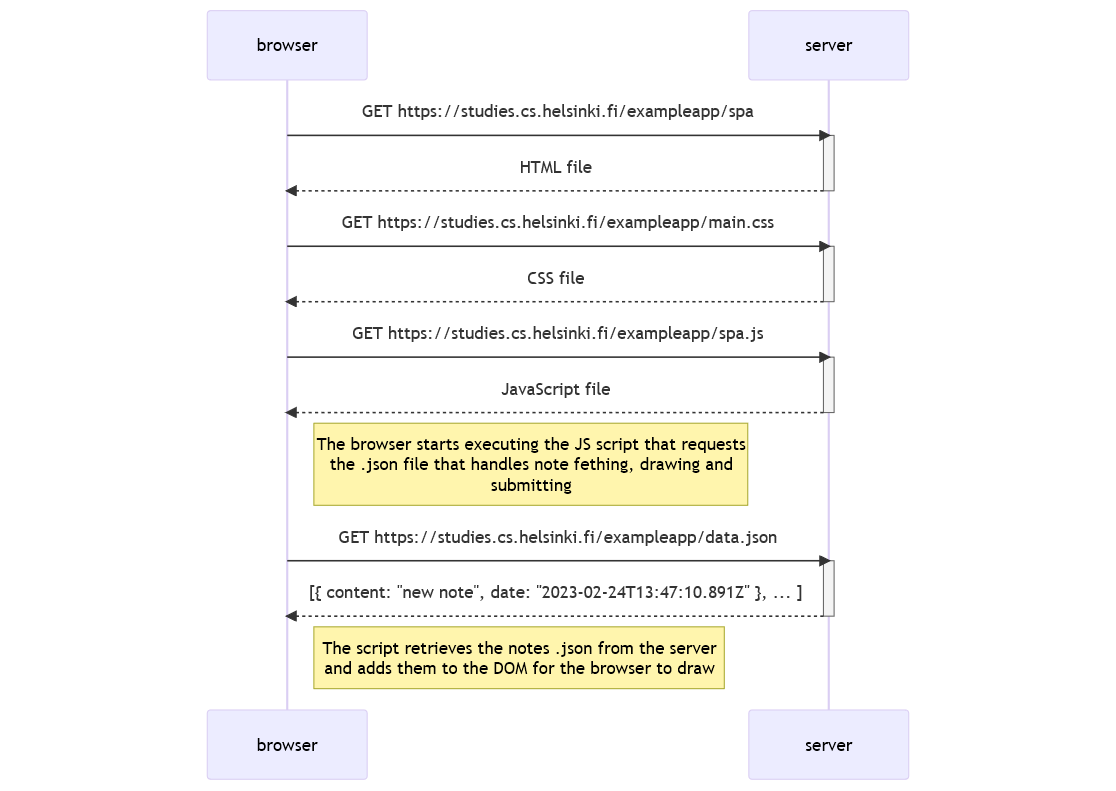 browser
server
GET https://studies.cs.helsinki.fi/exampleapp/spa
HTML file
GET https://studies.cs.helsinki.fi/exampleapp/main.css
CSS file
GET https://studies.cs.helsinki.fi/exampleapp/spa.js
JavaScript file
The browser starts executing the JS script that requests
the .json file that handles note fething, drawing and
submitting
GET https://studies.cs.helsinki.fi/exampleapp/data.json
[{ content: "new note", date: "2023-02-24T13:47:10.891Z" }, ... ]
The script retrieves the notes .json from the server
and adds them to the DOM for the browser to draw
browser
server